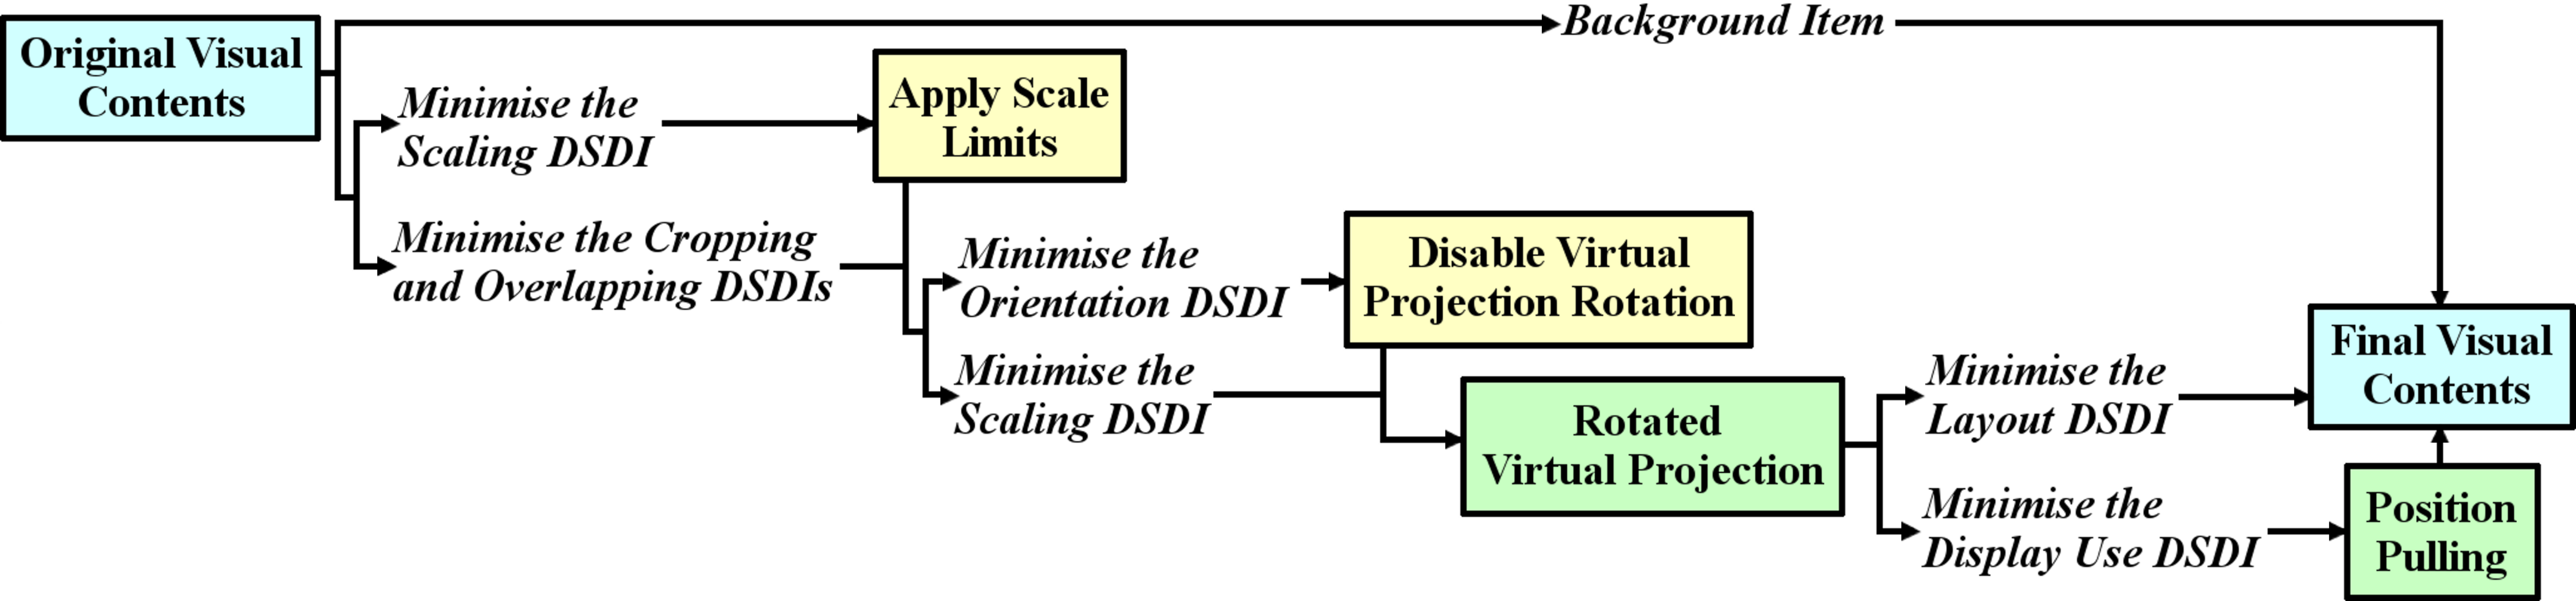 Original Visual
Contents
Background Item
Minimise the
Scaling DSDI
Apply Scale
Limits
Minimise the Cropping
and Overlapping DSDIs
Minimise the
Orientation DSDI
Disable Virtual
Projection Rotation
Minimise the
Scaling DSDI
Rotated
Virtual Projection
Minimise the
Layout DSDI
Final Visual
Contents
Minimise the
Display Use DSDI
Position
Pulling